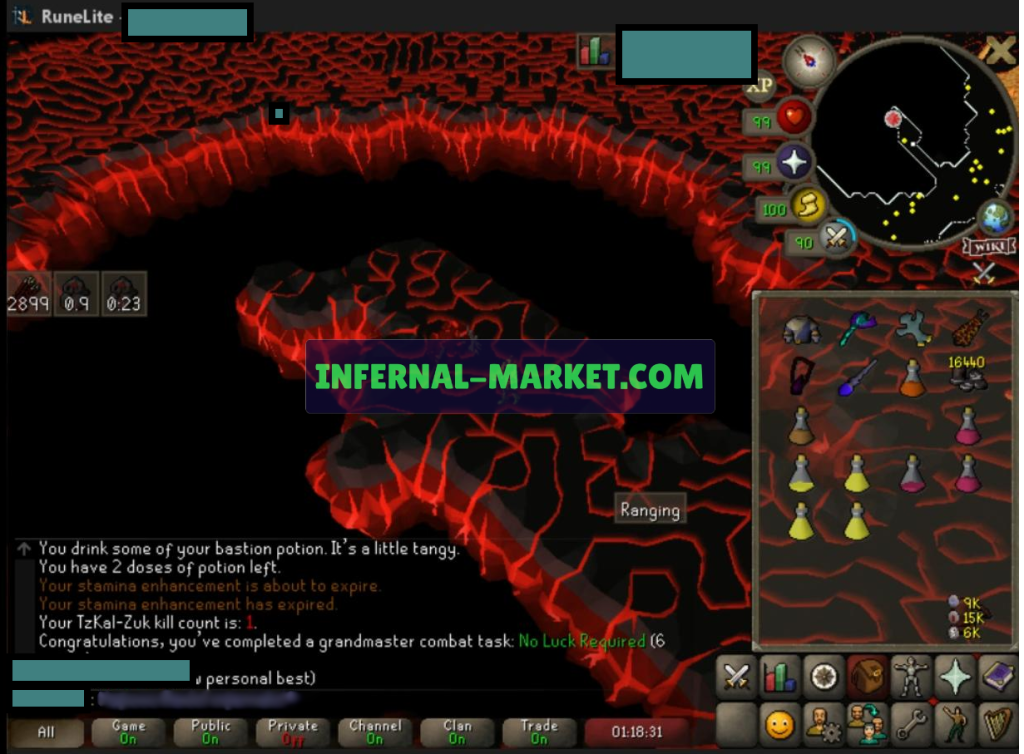 RuneLite -
XP
99
99
100
90
WIKI
2899 0.9 0:23
16440
INFERNAL-MARKET.COM
Ranging
You drink some of your bastion potion. It's a little tangy.
You have 2 doses of potion left.
Your stamina enhancement is about to expire.
Your stamina enhancement has expired.
Your TzKal-Zuk kill count is: 1.
Congratulations, you've completed a grandmaster combat task: No Luck Required (6
personal best)
:
9K
15K
6K
All Game On Public On Private Off Channel On Clan On Trade On 01:18:31